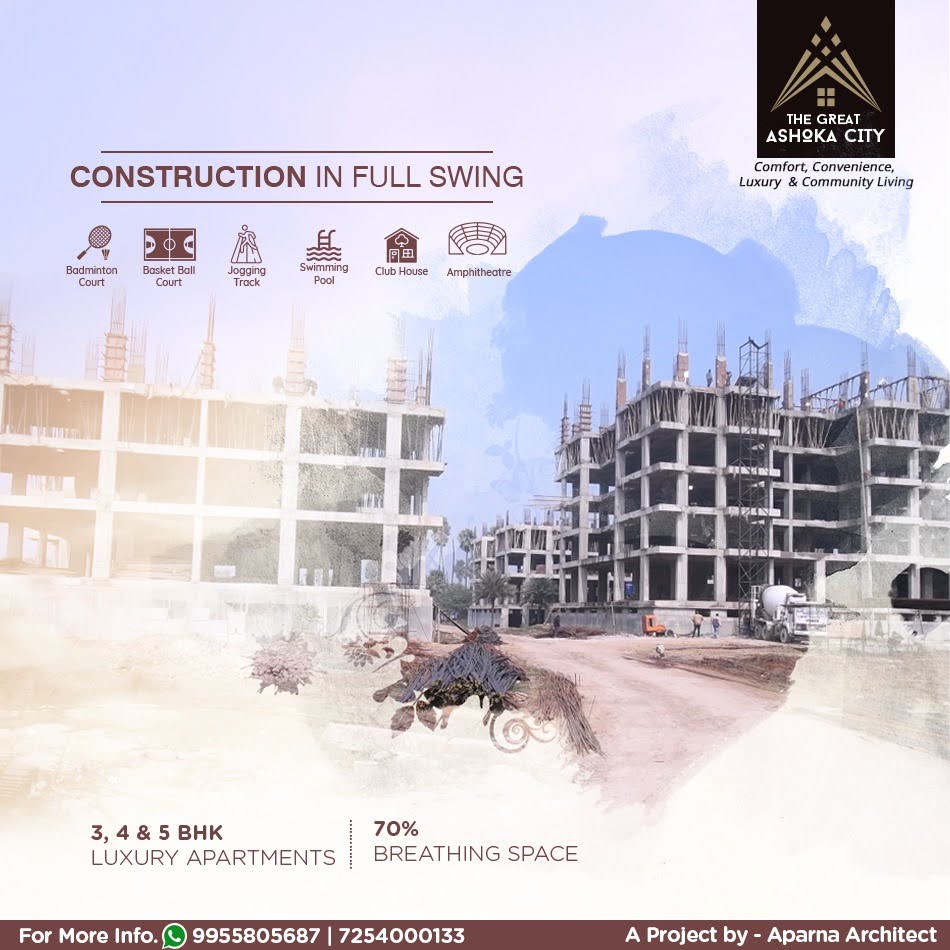 THE GREAT
ASHOKA CITY
Comfort, Convenience,
Luxury & Community Living
CONSTRUCTION IN FULL SWING
Badminton
Court
Basket Ball
Court
Jogging
Track
Swimming
Pool
Club House
Amphitheatre
3, 4 & 5 BHK
LUXURY APARTMENTS
70%
BREATHING SPACE
For More Info. 9955805687 | 7254000133
A Project by - Aparna Architect